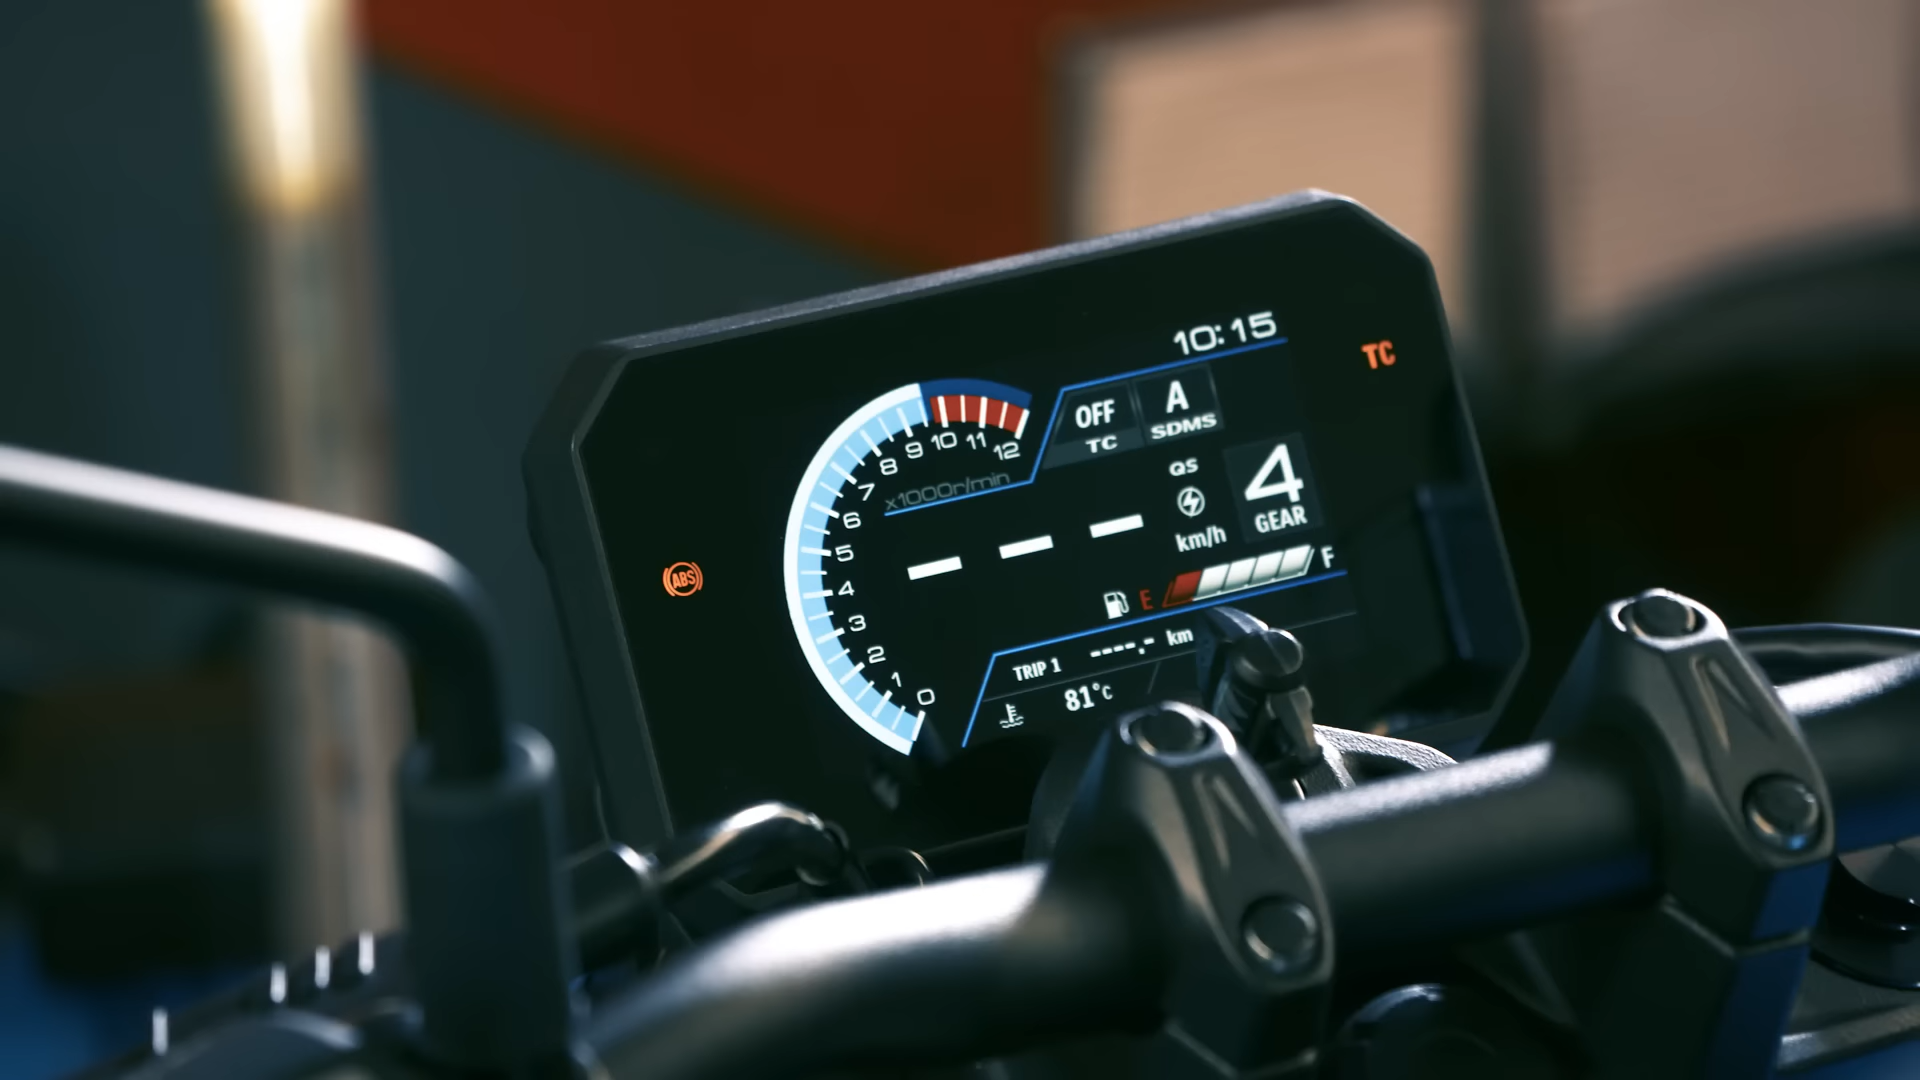 10:15
TC
OFF
TC
A
SDMS
12
11
10
9
8
7
6
5
4
3
2
1
0
x1000r/min
QS
4
GEAR
--- km/h
ABS
E F
TRIP 1 ----.- km
81°C